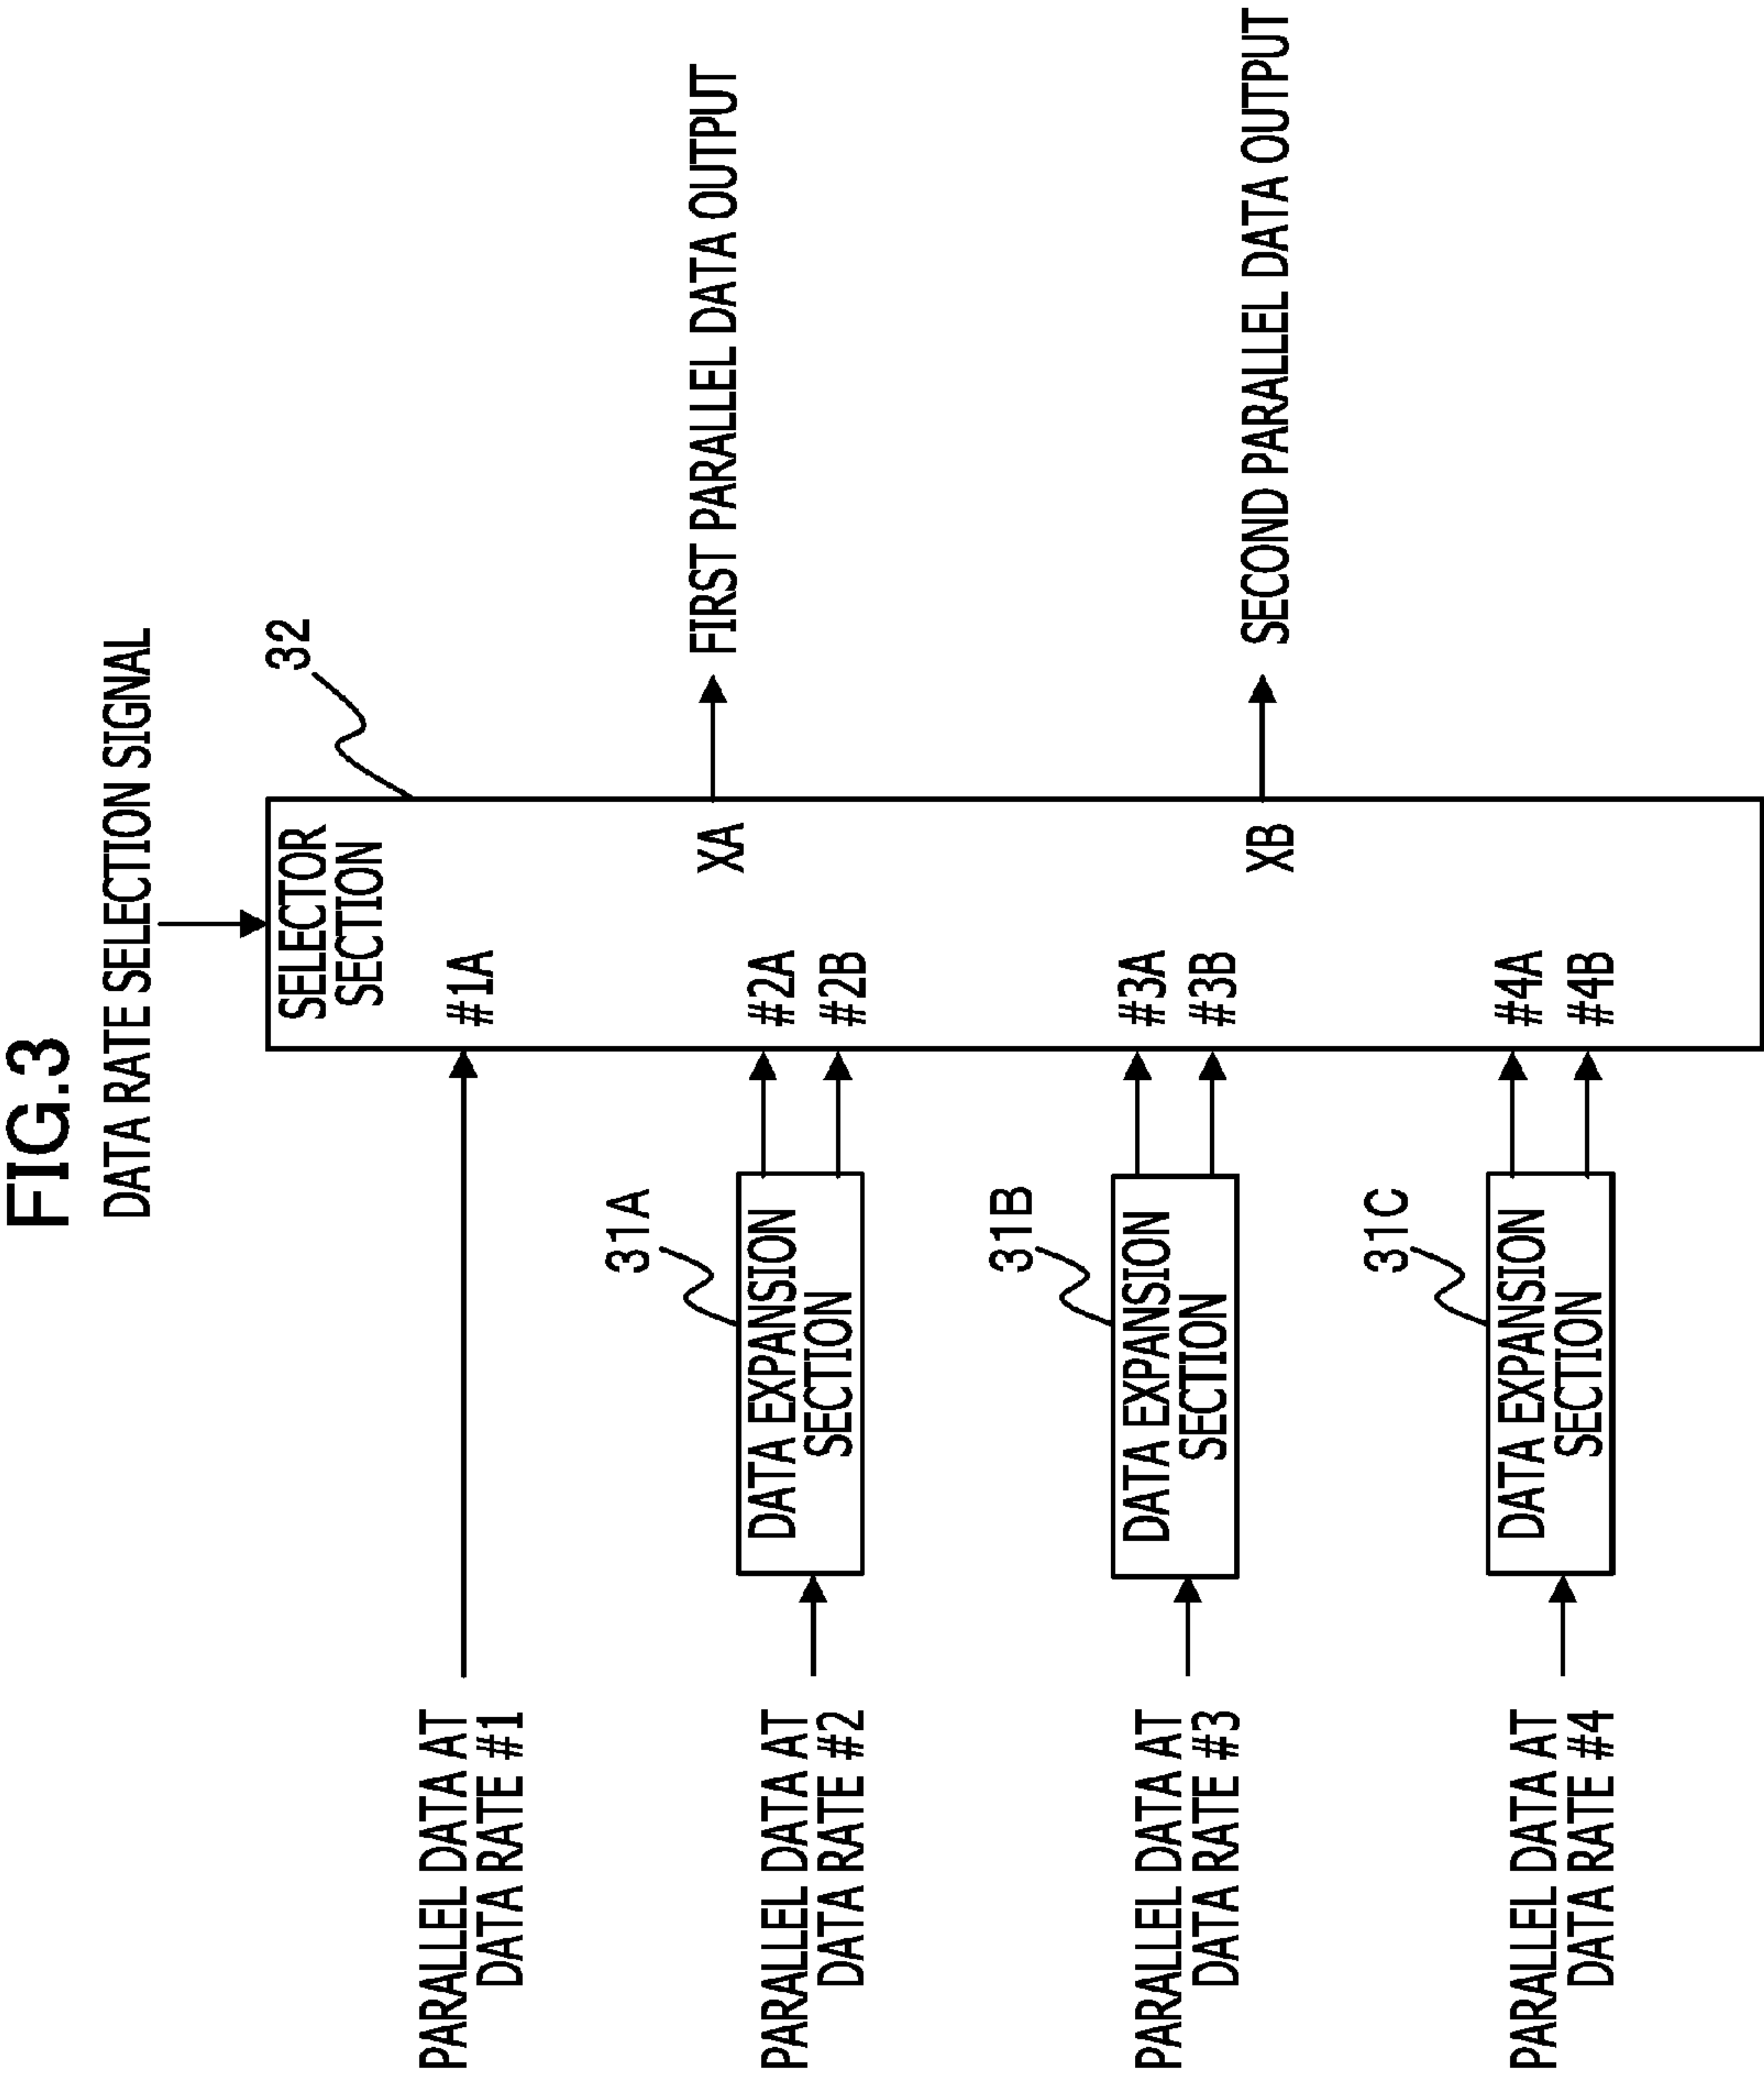 FIG.3
DATA RATE SELECTION SIGNAL
32
SELECTOR
SECTION
PARALLEL DATA AT
DATA RATE #1
#1A
31A
PARALLEL DATA AT
DATA RATE #2
DATA EXPANSION
SECTION
#2A
#2B
XA
FIRST PARALLEL DATA OUTPUT
31B
PARALLEL DATA AT
DATA RATE #3
DATA EXPANSION
SECTION
#3A
#3B
XB
SECOND PARALLEL DATA OUTPUT
31C
PARALLEL DATA AT
DATA RATE #4
DATA EXPANSION
SECTION
#4A
#4B